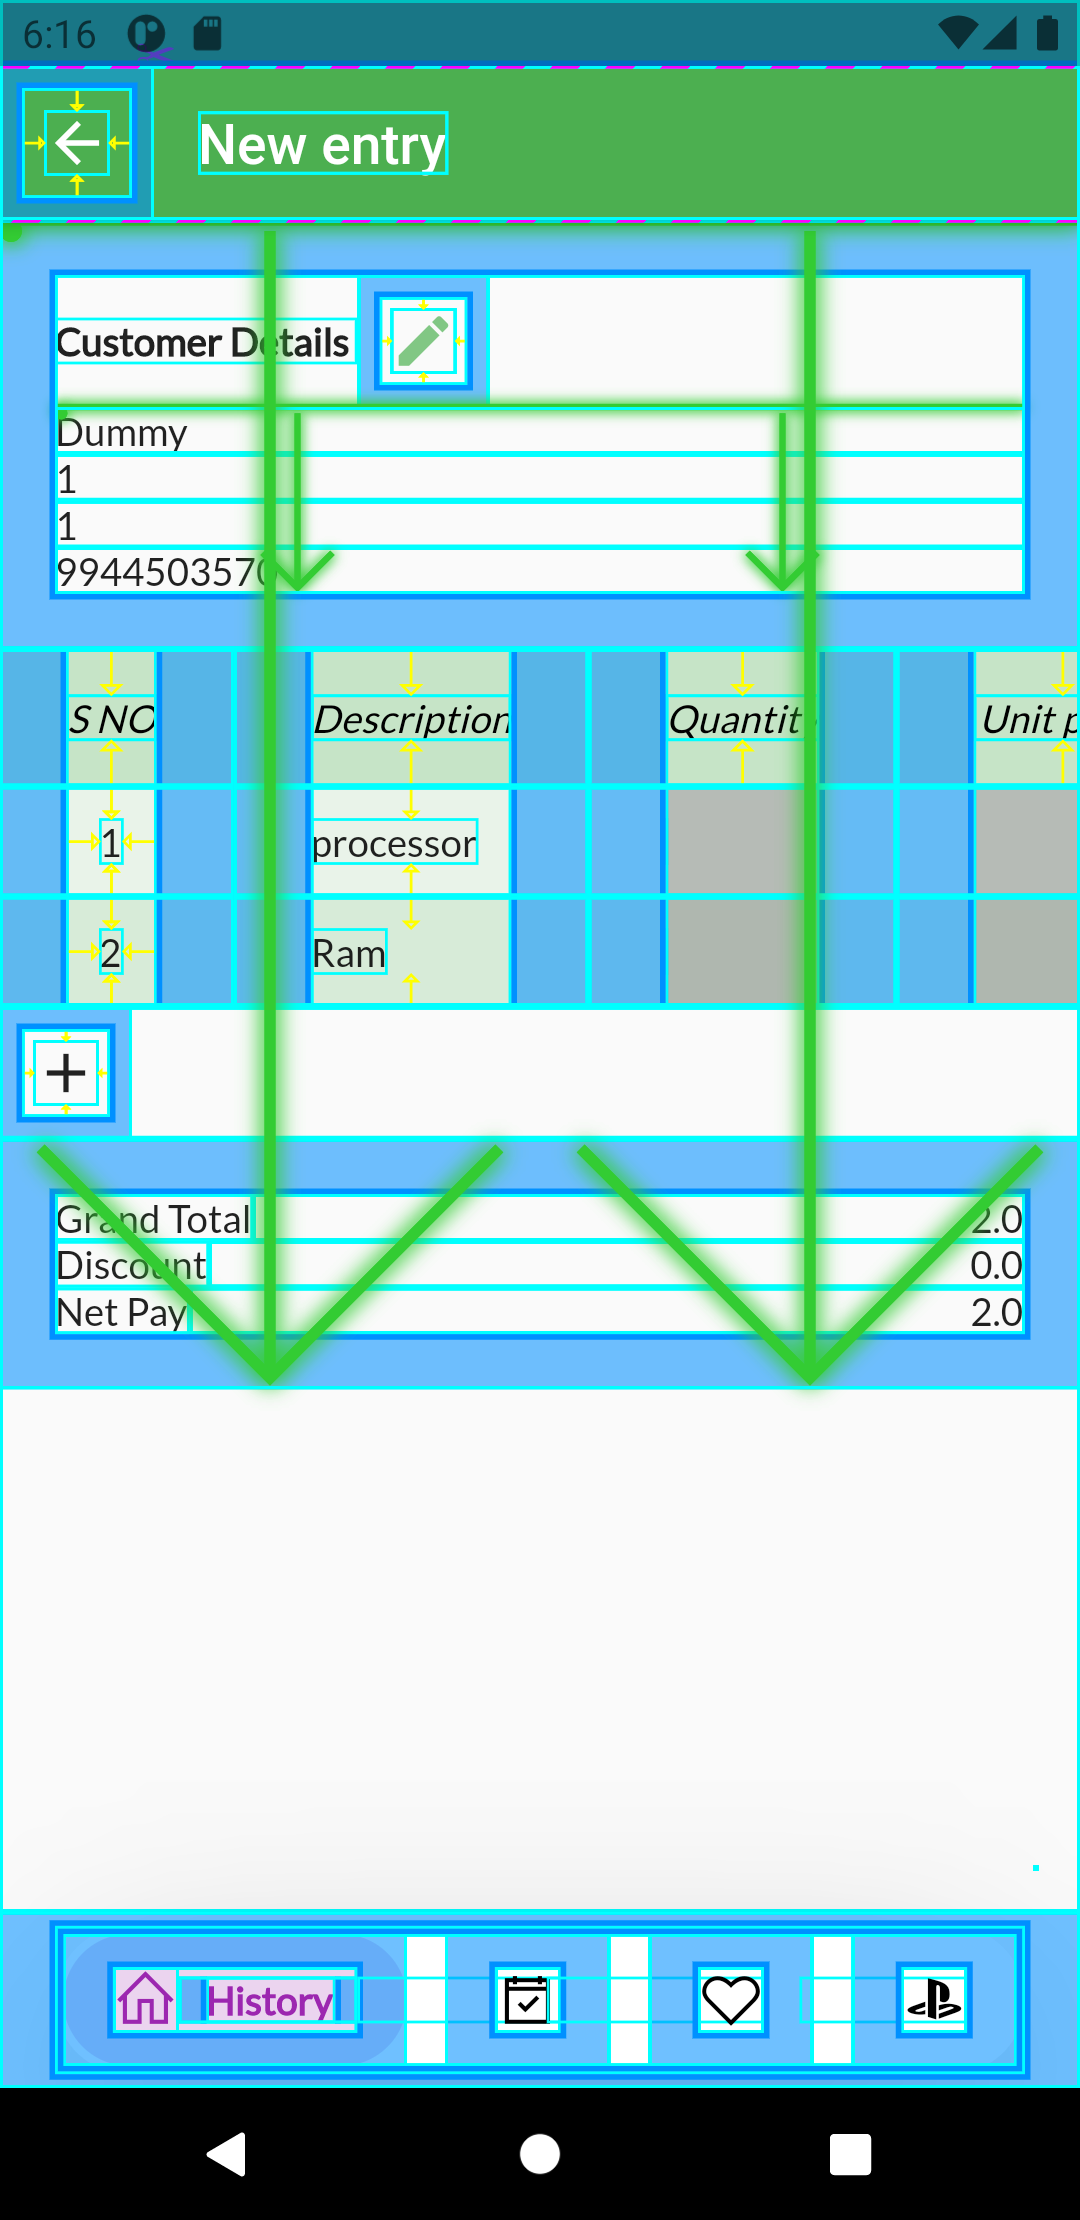 6:16
New entry
Customer Details
Dummy
1
1
9944503570
S NO Description Quantit Unit p
1 processor
2 Ram
Grand Total 2.0
Discount 0.0
Net Pay 2.0
History